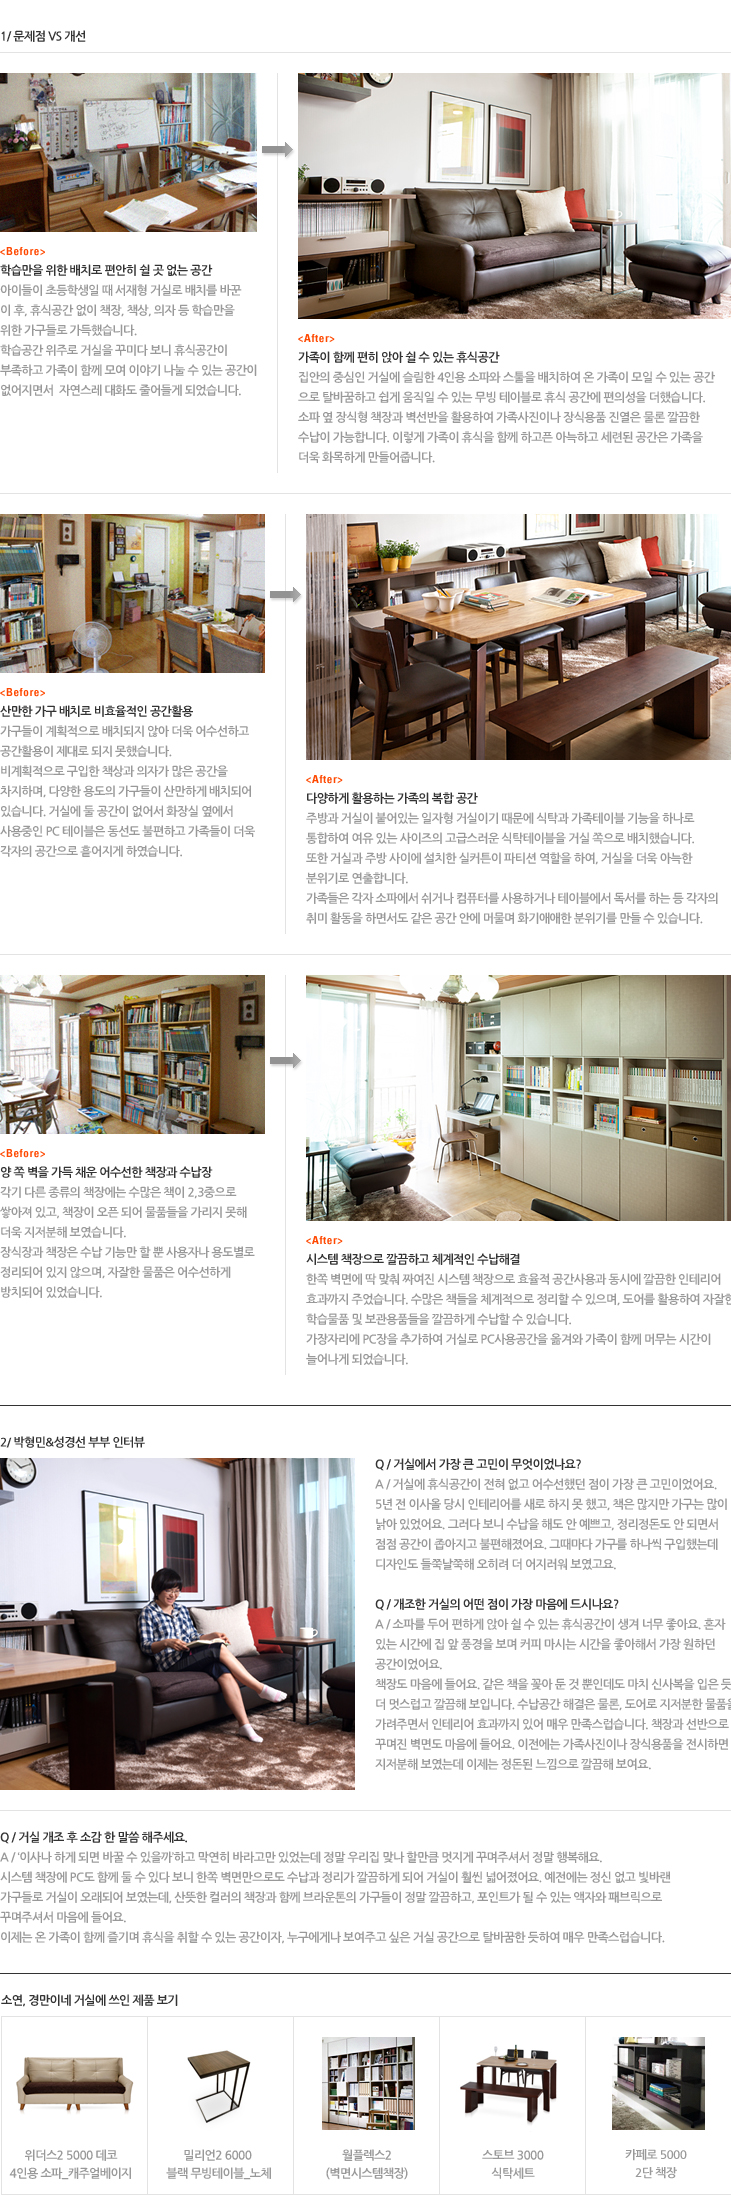 1/ 문제점 VS 개선
<Before>
학습만을 위한 배치로 편안히 쉴 곳 없는 공간
아이들이 초등학생일 때 서재형 거실로 배치를 바꾼
이 후, 휴식공간 없이 책장, 책상, 의자 등 학습만을
위한 가구들로 가득했습니다.
학습공간 위주로 거실을 꾸미다 보니 휴식공간이
부족하고 가족이 함께 모여 이야기 나눌 수 있는 공간이
없어지면서 자연스레 대화도 줄어들게 되었습니다.
<After>
가족이 함께 편히 앉아 쉴 수 있는 휴식공간
집안의 중심인 거실에 슬림한 4인용 소파와 스툴을 배치하여 온 가족이 모일 수 있는 공간
으로 탈바꿈하고 쉽게 움직일 수 있는 무빙 테이블로 휴식 공간에 편의성을 더했습니다.
소파 옆 장식형 책장과 벽선반을 활용하여 가족사진이나 장식용품 진열은 물론 깔끔한
수납이 가능합니다. 이렇게 가족이 휴식을 함께 하고픈 아늑하고 세련된 공간은 가족을
더욱 화목하게 만들어줍니다.
<Before>
산만한 가구 배치로 비효율적인 공간활용
가구들이 계획적으로 배치되지 않아 더욱 어수선하고
공간활용이 제대로 되지 못했습니다.
비계획적으로 구입한 책상과 의자가 많은 공간을
차지하며, 다양한 용도의 가구들이 산만하게 배치되어
있습니다. 거실에 둘 공간이 없어서 화장실 옆에서
사용중인 PC 테이블은 동선도 불편하고 가족들이 더욱
각자의 공간으로 흩어지게 하였습니다.
<After>
다양하게 활용하는 가족의 복합 공간
주방과 거실이 붙어있는 일자형 거실이기 때문에 식탁과 가족테이블 기능을 하나로
통합하여 여유 있는 사이즈의 고급스러운 식탁테이블을 거실 쪽으로 배치했습니다.
또한 거실과 주방 사이에 설치한 실커튼이 파티션 역할을 하여, 거실을 더욱 아늑한
분위기로 연출합니다.
가족들은 각자 소파에서 쉬거나 컴퓨터를 사용하거나 테이블에서 독서를 하는 등 각자의
취미 활동을 하면서도 같은 공간 안에 머물며 화기애애한 분위기를 만들 수 있습니다.
<Before>
양 쪽 벽을 가득 채운 어수선한 책장과 수납장
각기 다른 종류의 책장에는 수많은 책이 2,3중으로
쌓아져 있고, 책장이 오픈 되어 물품들을 가리지 못해
더욱 지저분해 보였습니다.
장식장과 책장은 수납 기능만 할 뿐 사용자나 용도별로
정리되어 있지 않으며, 자잘한 물품은 어수선하게
방치되어 있었습니다.
<After>
시스템 책장으로 깔끔하고 체계적인 수납해결
한쪽 벽면에 딱 맞춰 짜여진 시스템 책장으로 효율적 공간사용과 동시에 깔끔한 인테리어
효과까지 주었습니다. 수많은 책들을 체계적으로 정리할 수 있으며, 도어를 활용하여 자잘한
학습물품 및 보관용품들을 깔끔하게 수납할 수 있습니다.
가장자리에 PC장을 추가하여 거실로 PC사용공간을 옮겨와 가족이 함께 머무는 시간이
늘어나게 되었습니다.
2/ 박형민&성경선 부부 인터뷰
Q / 거실에서 가장 큰 고민이 무엇이었나요?
A / 거실에 휴식공간이 전혀 없고 어수선했던 점이 가장 큰 고민이었어요.
5년 전 이사올 당시 인테리어를 새로 하지 못 했고, 책은 많지만 가구는 많이
낡아 있었어요. 그러다 보니 수납을 해도 안 예쁘고, 정리정돈도 안 되면서
점점 공간이 좁아지고 불편해졌어요. 그때마다 가구를 하나씩 구입했는데
디자인도 들쭉날쭉해 오히려 더 어지러워 보였고요.
Q / 개조한 거실의 어떤 점이 가장 마음에 드시나요?
A / 소파를 두어 편하게 앉아 쉴 수 있는 휴식공간이 생겨 너무 좋아요. 혼자
있는 시간에 집 앞 풍경을 보며 커피 마시는 시간을 좋아해서 가장 원하던
공간이었어요.
책장도 마음에 들어요. 같은 책을 꽂아 둔 것 뿐인데도 마치 신사복을 입은 듯
더 멋스럽고 깔끔해 보입니다. 수납공간 해결은 물론, 도어로 지저분한 물품을
가려주면서 인테리어 효과까지 있어 매우 만족스럽습니다. 책장과 선반으로
꾸며진 벽면도 마음에 들어요. 이전에는 가족사진이나 장식용품을 전시하면
지저분해 보였는데 이제는 정돈된 느낌으로 깔끔해 보여요.
Q / 거실 개조 후 소감 한 말씀 해주세요.
A / '이사나 하게 되면 바꿀 수 있을까'하고 막연히 바라고만 있었는데 정말 우리집 맞나 할만큼 멋지게 꾸며주셔서 정말 행복해요.
시스템 책장에 PC도 함께 둘 수 있다 보니 한쪽 벽면만으로도 수납과 정리가 깔끔하게 되어 거실이 훨씬 넓어졌어요. 예전에는 정신 없고 빛바랜
가구들로 거실이 오래되어 보였는데, 산뜻한 컬러의 책장과 함께 브라운톤의 가구들이 정말 깔끔하고, 포인트가 될 수 있는 액자와 패브릭으로
꾸며주셔서 마음에 들어요.
이제는 온 가족이 함께 즐기며 휴식을 취할 수 있는 공간이자, 누구에게나 보여주고 싶은 거실 공간으로 탈바꿈한 듯하여 매우 만족스럽습니다.
소연, 경만이네 거실에 쓰인 제품 보기
위더스2 5000 데코
4인용 소파_캐주얼베이지
밀리언2 6000
블랙 무빙테이블_노체
월플렉스2
(벽면시스템책장)
스토브 3000
식탁세트
카페로 5000
2단 책장